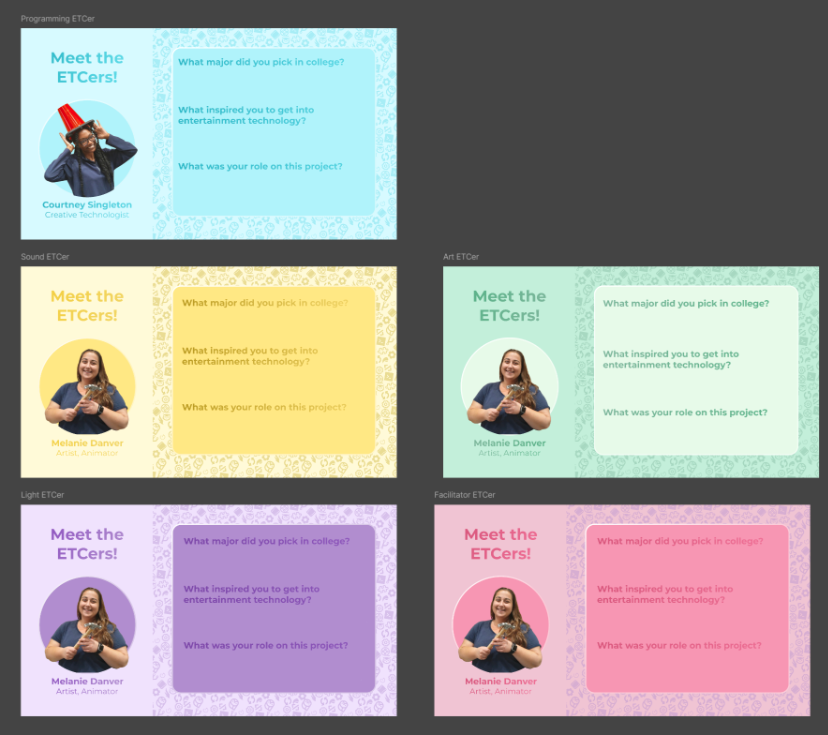 Programming ETCer
Meet the
ETCers!
Courtney Singleton
Creative Technologist
What major did you pick in college?
What inspired you to get into
entertainment technology?
What was your role on this project?
Sound ETCer
Meet the
ETCers!
Melanie Danver
Artist, Animator
What major did you pick in college?
What inspired you to get into
entertainment technology?
What was your role on this project?
Art ETCer
Meet the
ETCers!
Melanie Danver
Artist, Animator
What major did you pick in college?
What inspired you to get into
entertainment technology?
What was your role on this project?
Light ETCer
Meet the
ETCers!
Melanie Danver
Artist, Animator
What major did you pick in college?
What inspired you to get into
entertainment technology?
What was your role on this project?
Facilitator ETCer
Meet the
ETCers!
Melanie Danver
Artist, Animator
What major did you pick in college?
What inspired you to get into
entertainment technology?
What was your role on this project?